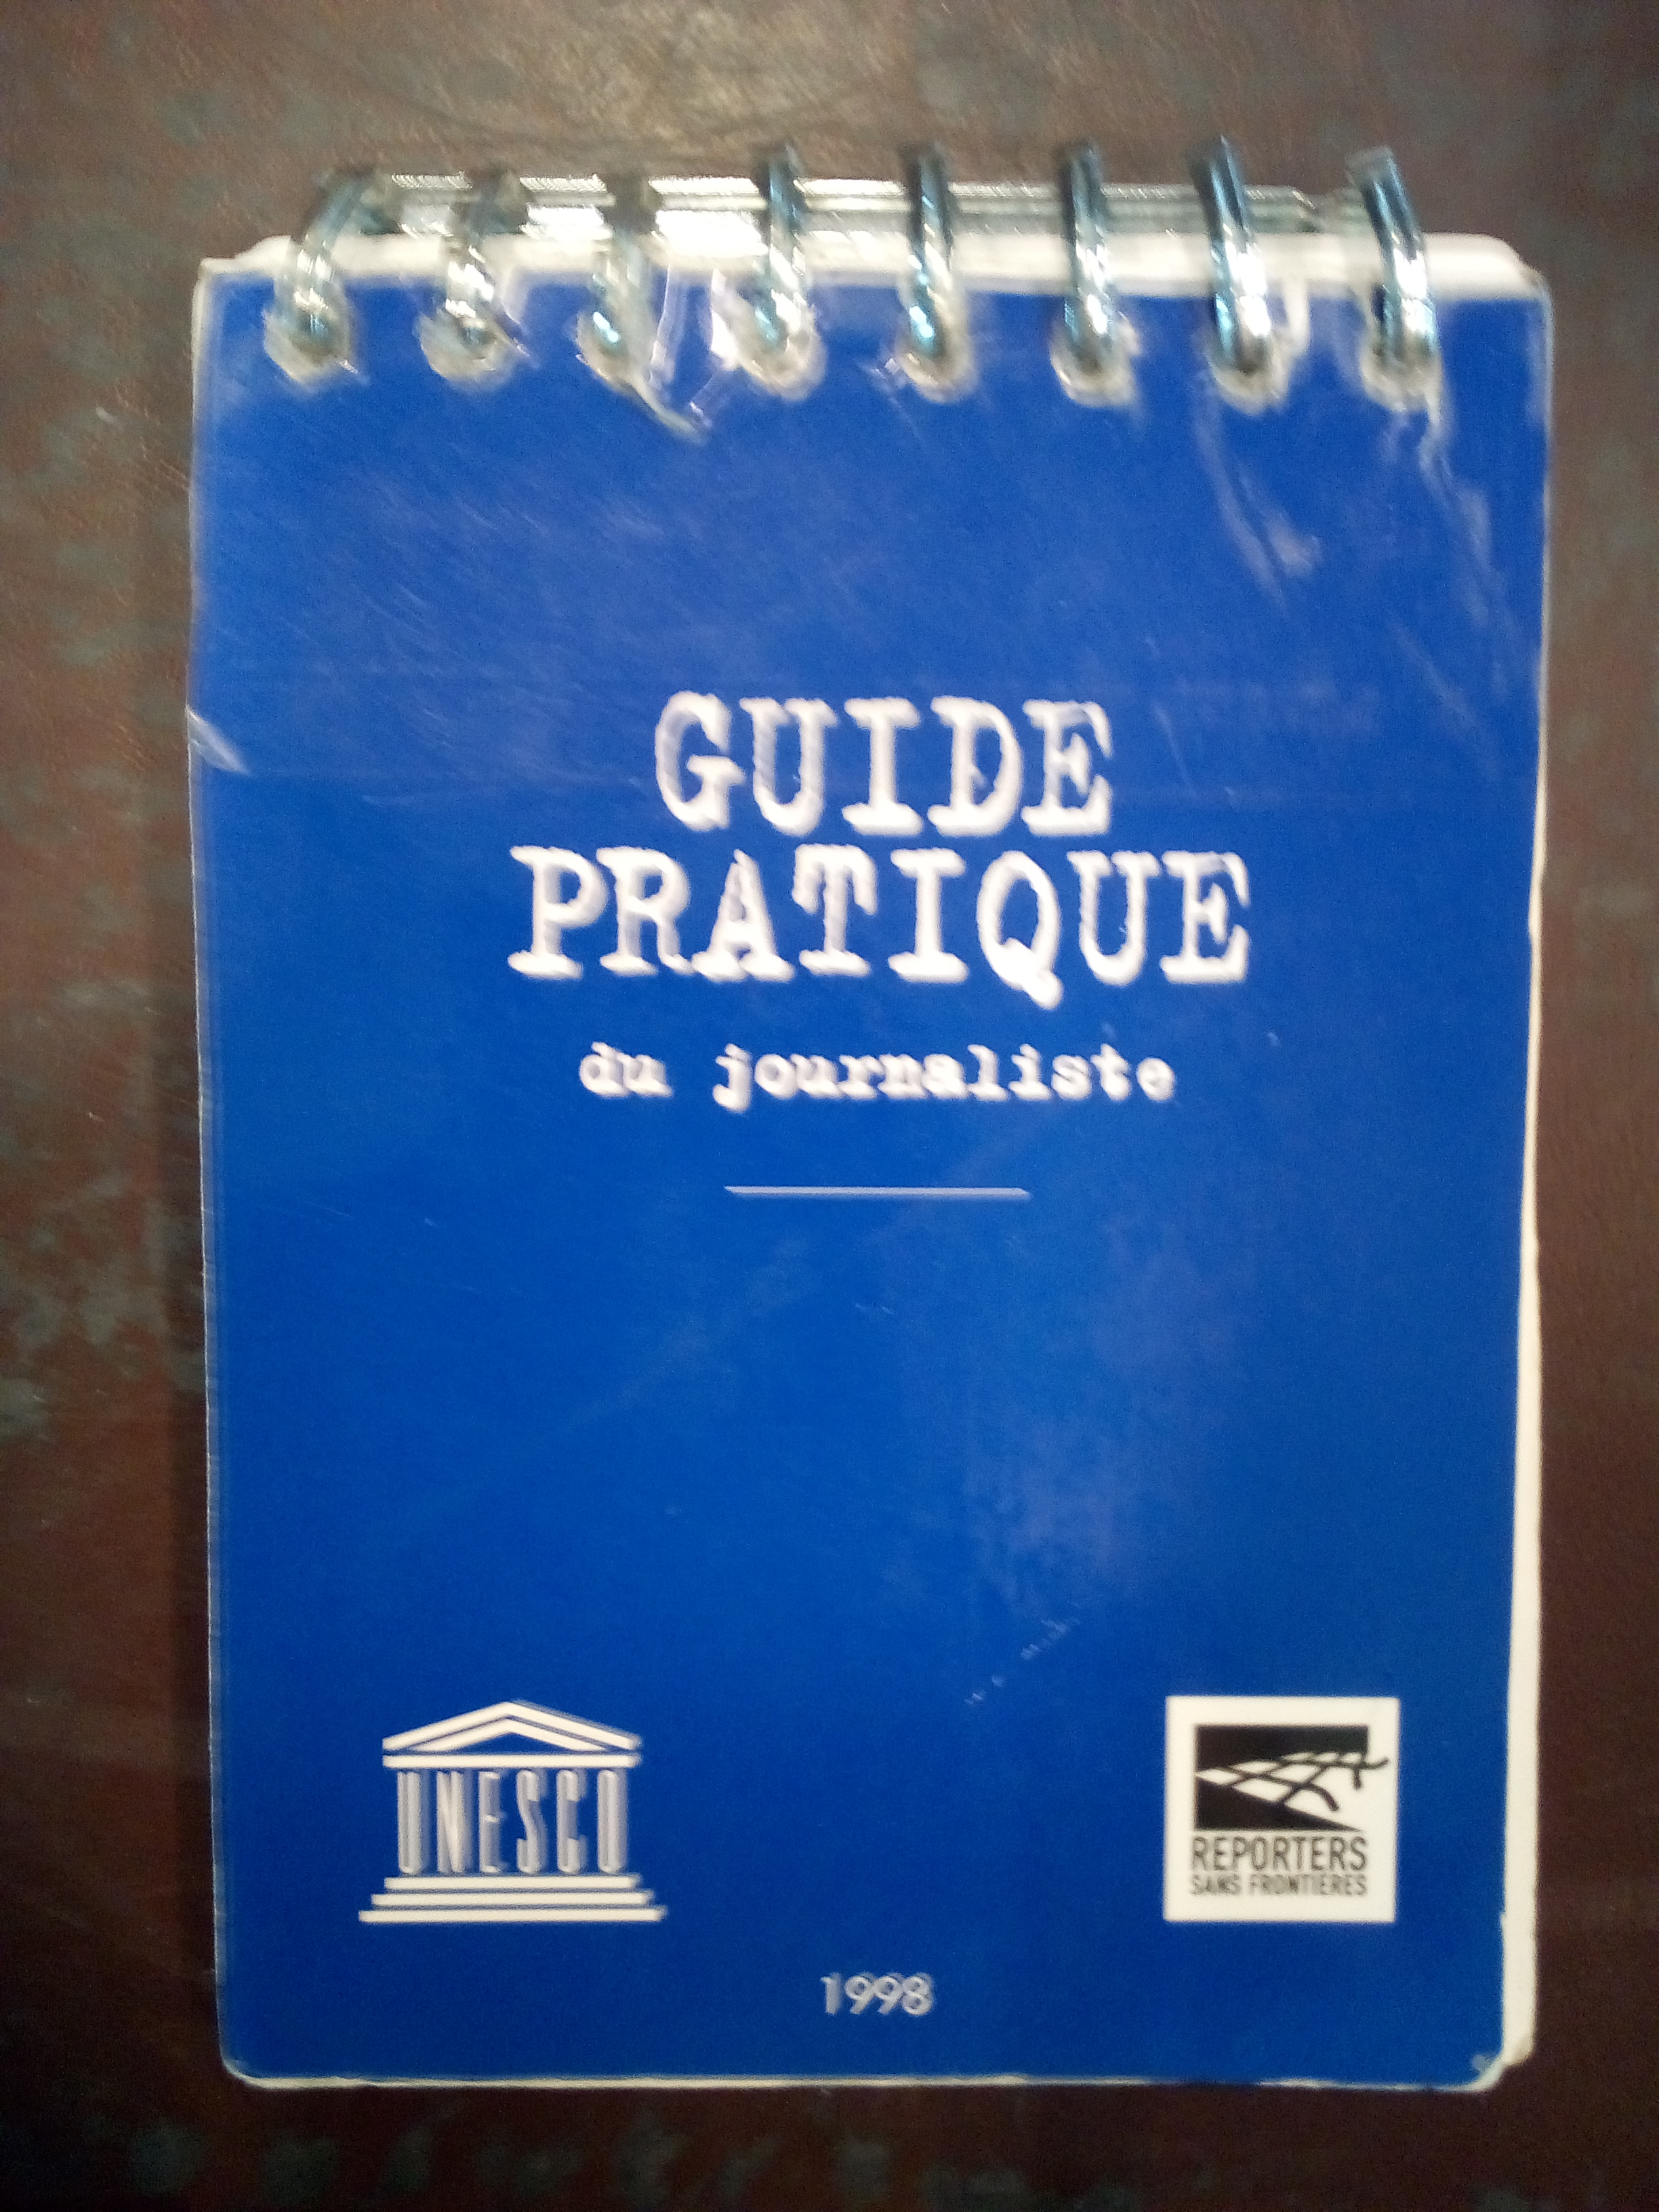 GUIDE
PRATIQUE
du journaliste
UNESCO
REPORTERS
SANS FRONTIERES
1998